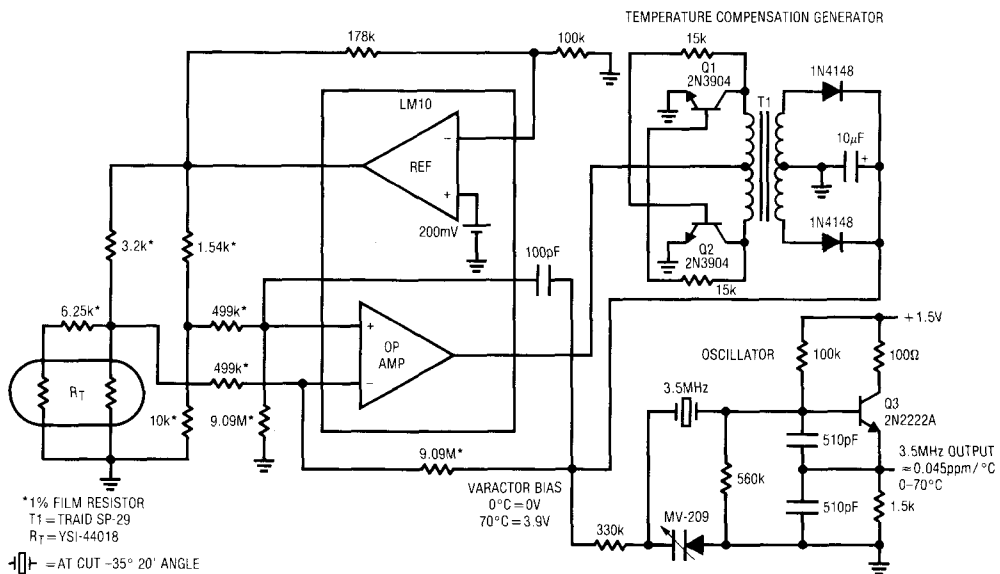 TEMPERATURE COMPENSATION GENERATOR
178k
100k
15k
Q1
2N3904
1N4148
T1
LM10
REF
−
+
200mV
10µF
+
1N4148
3.2k*
1.54k*
100pF
Q2
2N3904
15k
6.25k*
499k*
+
OP
AMP
−
499k*
RT
10k*
9.09M*
9.09M*
+1.5V
OSCILLATOR
100k
100Ω
3.5MHz
Q3
2N2222A
510pF
3.5MHz OUTPUT
≈0.045ppm/°C
0–70°C
560k
510pF
1.5k
VARACTOR BIAS
0°C=0V
70°C=3.9V
330k
MV-209
*1% FILM RESISTOR
T1=TRAID SP-29
RT=YSI-44018
=AT CUT −35° 20' ANGLE